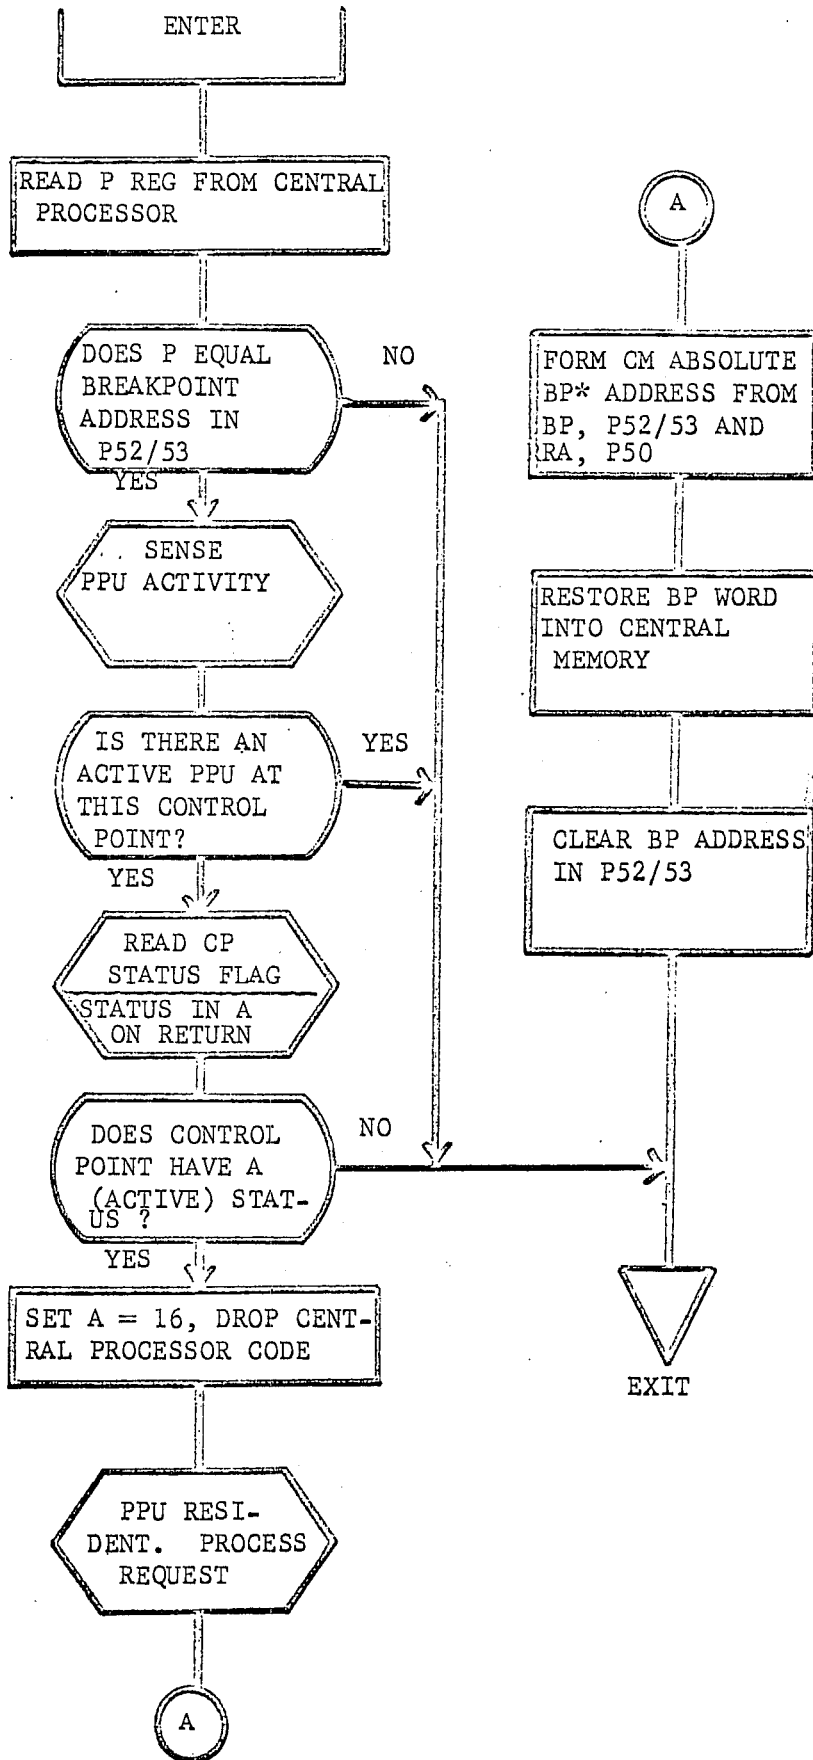 ENTER
READ P REG FROM CENTRAL
PROCESSOR
DOES P EQUAL
BREAKPOINT
ADDRESS IN
P52/53
NO
YES
SENSE
PPU ACTIVITY
IS THERE AN
ACTIVE PPU AT
THIS CONTROL
POINT?
YES
YES
READ CP
STATUS FLAG
STATUS IN A
ON RETURN
DOES CONTROL
POINT HAVE A
(ACTIVE) STAT-
US ?
NO
YES
SET A = 16, DROP CENT-
RAL PROCESSOR CODE
PPU RESI-
DENT. PROCESS
REQUEST
A
A
FORM CM ABSOLUTE
BP* ADDRESS FROM
BP, P52/53 AND
RA, P50
RESTORE BP WORD
INTO CENTRAL
MEMORY
CLEAR BP ADDRESS
IN P52/53
EXIT